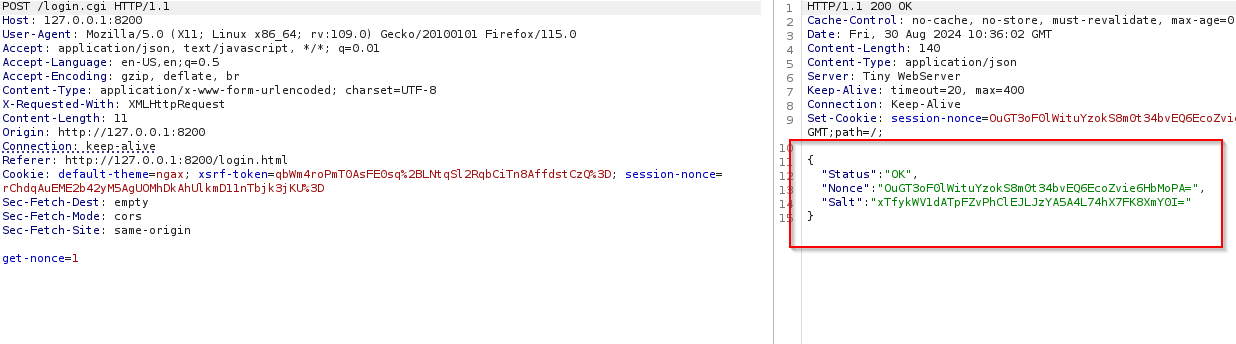 POST /login.cgi HTTP/1.1
Host: 127.0.0.1:8200
User-Agent: Mozilla/5.0 (X11; Linux x86_64; rv:109.0) Gecko/20100101 Firefox/115.0
Accept: application/json, text/javascript, */*; q=0.01
Accept-Language: en-US,en;q=0.5
Accept-Encoding: gzip, deflate, br
Content-Type: application/x-www-form-urlencoded; charset=UTF-8
X-Requested-With: XMLHttpRequest
Content-Length: 11
Origin: http://127.0.0.1:8200
Connection: keep-alive
Referer: http://127.0.0.1:8200/login.html
Cookie: default-theme=ngax; xsrf-token=qbWm4roPmT0AsFE0sq%2BLNtqSl2RqbCiTn8AffdstCzQ%3D; session-nonce=
rChdqAuEME2b42yM5AgUOMhDkAhUlkmD11nTbjk3jKU%3D
Sec-Fetch-Dest: empty
Sec-Fetch-Mode: cors
Sec-Fetch-Site: same-origin
get-nonce=1
1 HTTP/1.1 200 OK
2 Cache-Control: no-cache, no-store, must-revalidate, max-age=0
3 Date: Fri, 30 Aug 2024 10:36:02 GMT
4 Content-Length: 140
5 Content-Type: application/json
6 Server: Tiny WebServer
7 Keep-Alive: timeout=20, max=400
8 Connection: Keep-Alive
9 Set-Cookie: session-nonce=OuGT3oF0lWituYzokS8m0t34bvEQ6EcoZvie
GMT;path=/;
10
11 {
12 "Status":"OK",
13 "Nonce":"OuGT3oF0lWituYzokS8m0t34bvEQ6EcoZvie6HbMoPA=",
14 "Salt":"xTfykWV1dATpFZvPhClEJLJzYA5A4L74hX7FK8XmY0I="
15 }